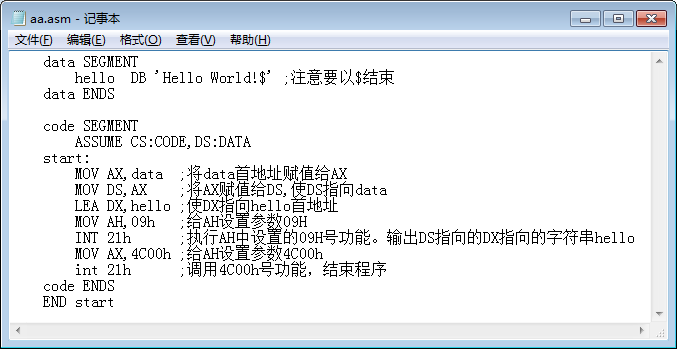 aa.asm - 记事本
文件(F) 编辑(E) 格式(O) 查看(V) 帮助(H)
data SEGMENT
    hello  DB 'Hello World!$' ;注意要以$结束
data ENDS

code SEGMENT
    ASSUME CS:CODE,DS:DATA
start:
    MOV AX,data  ;将data首地址赋值给AX
    MOV DS,AX    ;将AX赋值给DS,使DS指向data
    LEA DX,hello ;使DX指向hello首地址
    MOV AH,09h   ;给AH设置参数09H
    INT 21h      ;执行AH中设置的09H号功能。输出DS指向的DX指向的字符串hello
    MOV AX,4C00h ;给AH设置参数4C00h
    int 21h      ;调用4C00h号功能，结束程序
code ENDS
END start